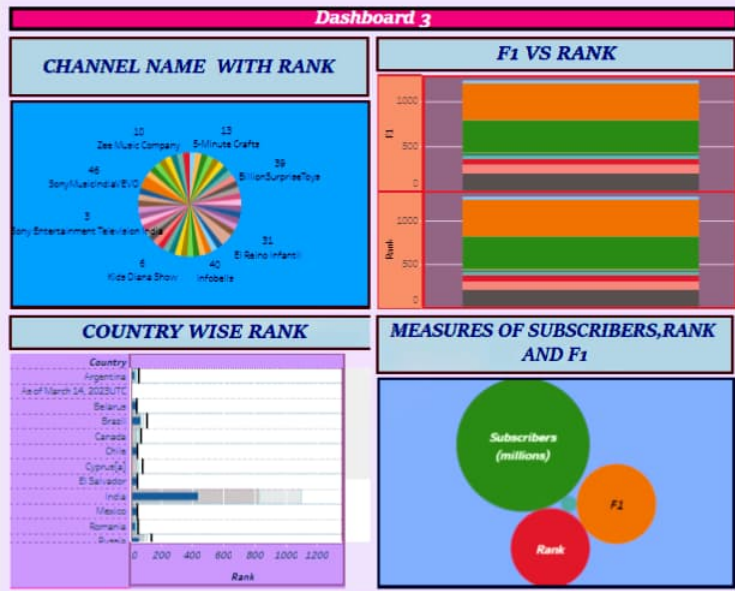 Dashboard 3
CHANNEL NAME WITH RANK
10
Zee Music Company
13
5-Minute Crafts
46
SonyMusicIndiaVEVO
39
BillionSurpriseToys
3
Sony Entertainment Television India
31
El Reino Infantil
6
Kids Diana Show
40
Infobells
F1 VS RANK
F1
1000
500
0
Rank
1000
500
0
COUNTRY WISE RANK
Country
Argentina
As of March 14, 2023UTC
Belarus
Brazil
Canada
Chile
Cyprus[a]
El Salvador
India
Mexico
Romania
Russia
0 200 400 600 800 1000 1200
Rank
MEASURES OF SUBSCRIBERS,RANK
AND F1
Subscribers
(millions)
F1
Rank